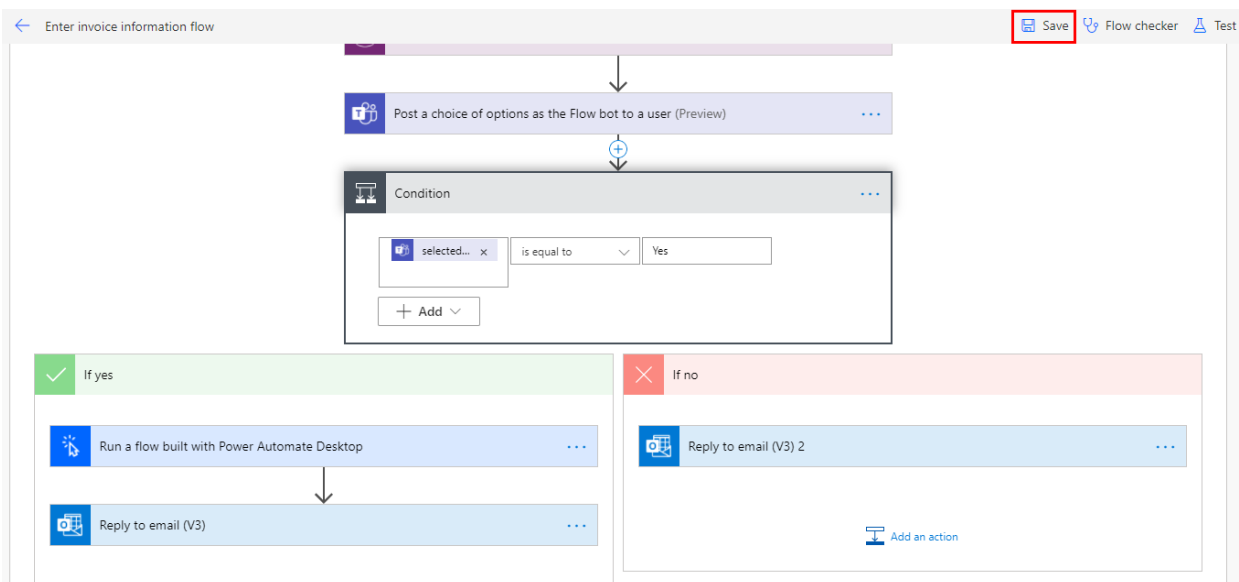 Enter invoice information flow
Save
Flow checker
Test
Post a choice of options as the Flow bot to a user (Preview)
Condition
selected... x
is equal to
Yes
+ Add
If yes
If no
Run a flow built with Power Automate Desktop
Reply to email (V3) 2
Reply to email (V3)
Add an action